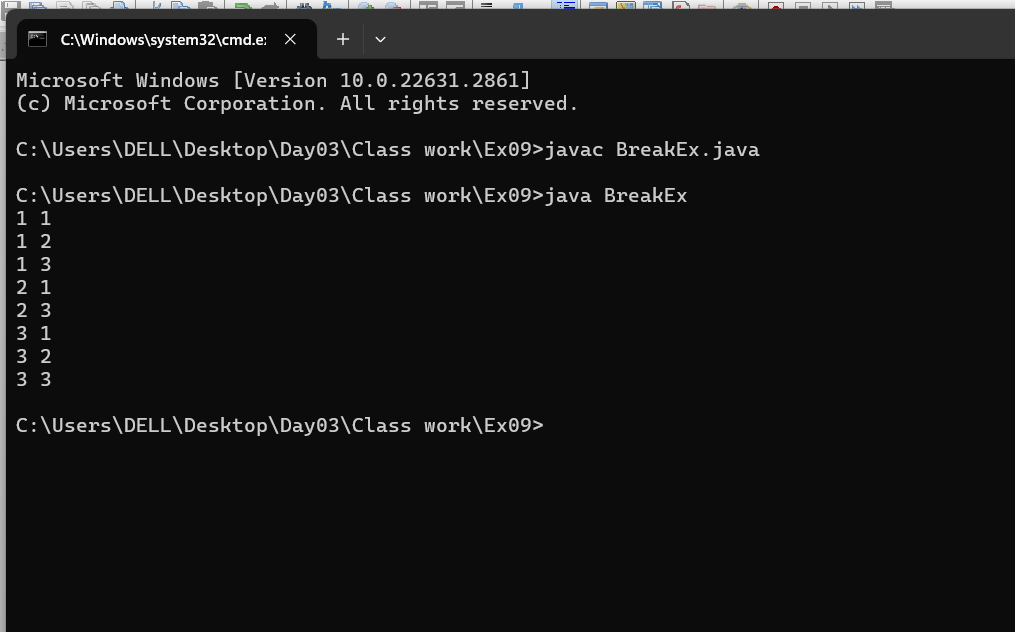 C:\Windows\system32\cmd.e
Microsoft Windows [Version 10.0.22631.2861]
(c) Microsoft Corporation. All rights reserved.
C:\Users\DELL\Desktop\Day03\Class work\Ex09>javac BreakEx.java
C:\Users\DELL\Desktop\Day03\Class work\Ex09>java BreakEx
1 1
1 2
1 3
2 1
2 3
3 1
3 2
3 3
C:\Users\DELL\Desktop\Day03\Class work\Ex09>